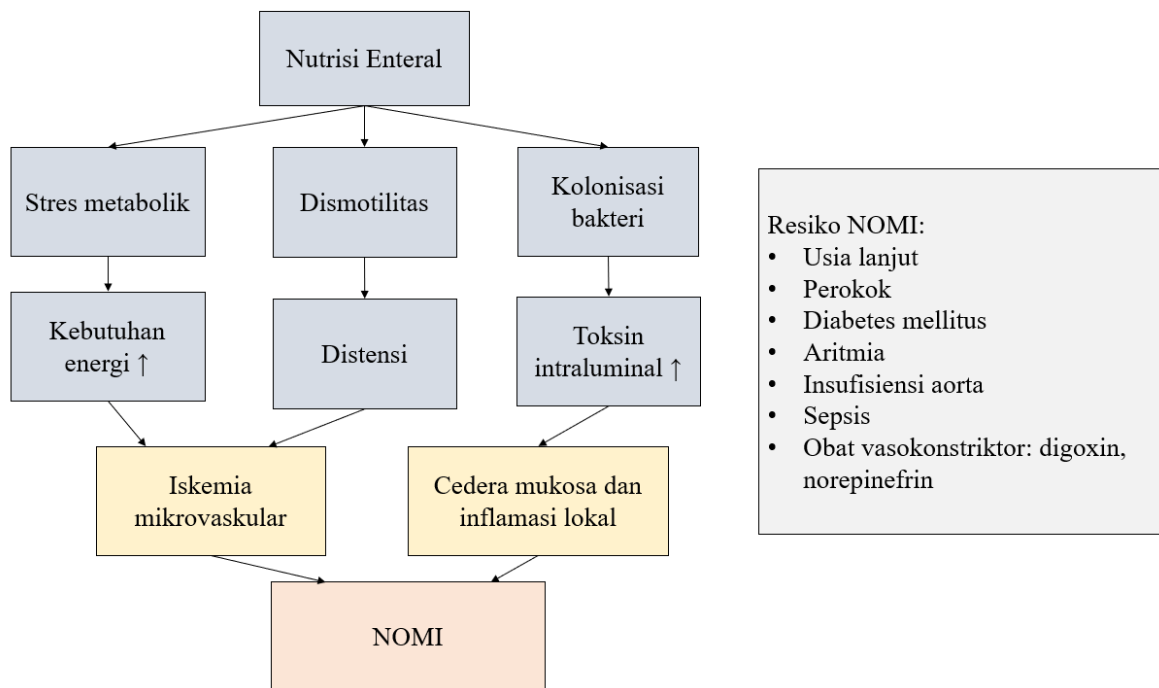 Nutrisi Enteral
Stres metabolik
Dismotilitas
Kolonisasi
bakteri
Kebutuhan
energi ↑
Distensi
Toksin
intraluminal ↑
Iskemia
mikrovaskular
Cedera mukosa dan
inflamasi lokal
NOMI
Resiko NOMI:
• Usia lanjut
• Perokok
• Diabetes mellitus
• Aritmia
• Insufisiensi aorta
• Sepsis
• Obat vasokonstriktor: digoxin,
norepinefrin